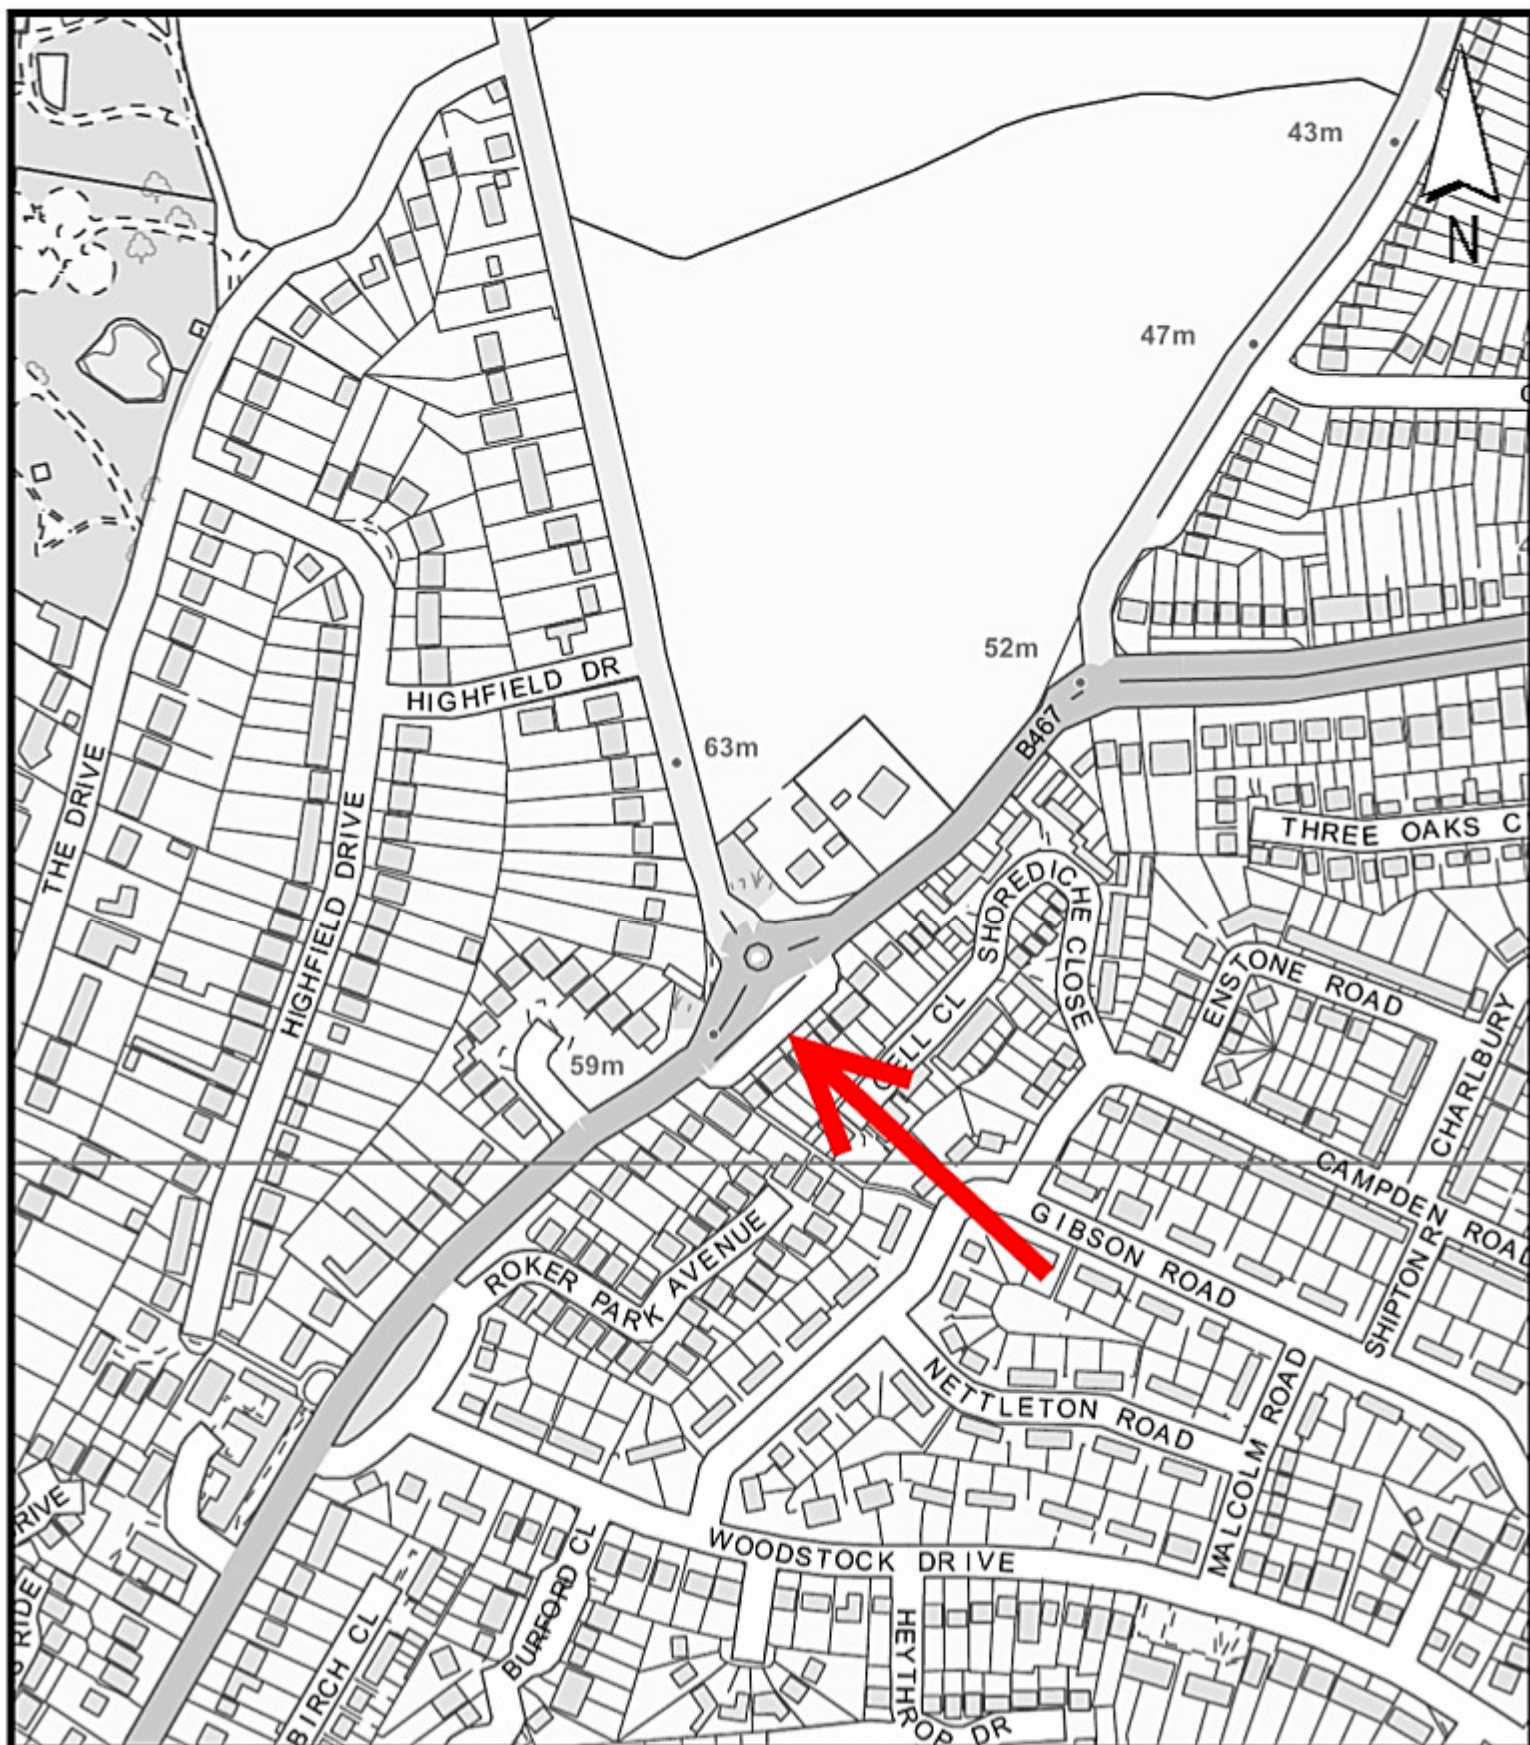 43m
N
47m
52m
HIGHFIELD DR
B467
63m
THE DRIVE
HIGHFIELD DRIVE
THREE OAKS C
SHOREDICHE CLOSE
ENSTONE ROAD
CHARLBURY
ELL CL
59m
CAMPDEN ROAD
GIBSON ROAD
SHIPTON R
ROKER PARK AVENUE
NETTLETON ROAD
MALCOLM ROAD
RIVE
WOODSTOCK DRIVE
BURFORD CL
RIDE
BIRCH CL
HEYTHROP DR